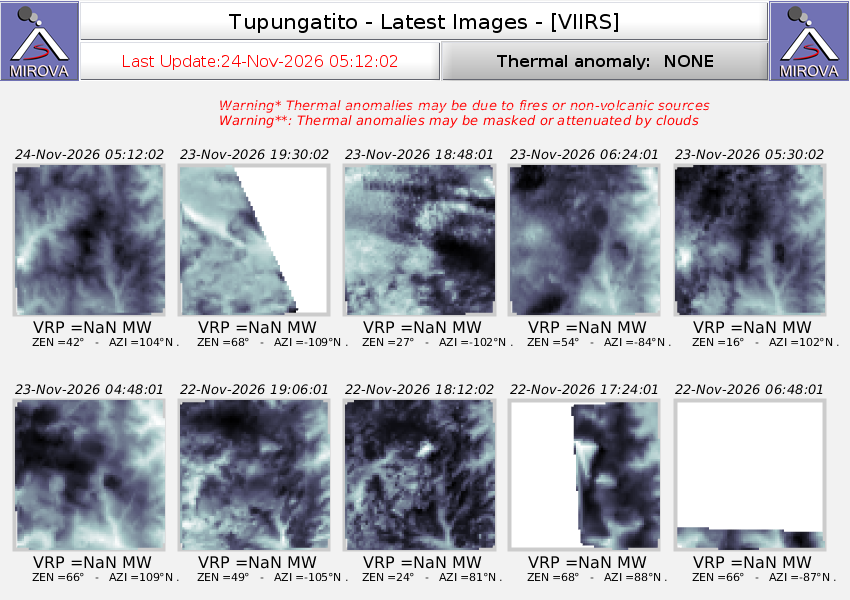 Tupungatito - Latest Images - [VIIRS]
MIROVA
MIROVA
Last Update:24-Nov-2026 05:12:02
Thermal anomaly: NONE
Warning* Thermal anomalies may be due to fires or non-volcanic sources
Warning**: Thermal anomalies may be masked or attenuated by clouds
24-Nov-2026 05:12:02
23-Nov-2026 19:30:02
23-Nov-2026 18:48:01
23-Nov-2026 06:24:01
23-Nov-2026 05:30:02
VRP =NaN MW
VRP =NaN MW
VRP =NaN MW
VRP =NaN MW
VRP =NaN MW
ZEN =42° - AZI =104°N .
ZEN =68° - AZI =-109°N .
ZEN =27° - AZI =-102°N .
ZEN =54° - AZI =-84°N .
ZEN =16° - AZI =102°N .
23-Nov-2026 04:48:01
22-Nov-2026 19:06:01
22-Nov-2026 18:12:02
22-Nov-2026 17:24:01
22-Nov-2026 06:48:01
VRP =NaN MW
VRP =NaN MW
VRP =NaN MW
VRP =NaN MW
VRP =NaN MW
ZEN =66° - AZI =109°N .
ZEN =49° - AZI =-105°N .
ZEN =24° - AZI =81°N .
ZEN =68° - AZI =88°N .
ZEN =66° - AZI =-87°N .